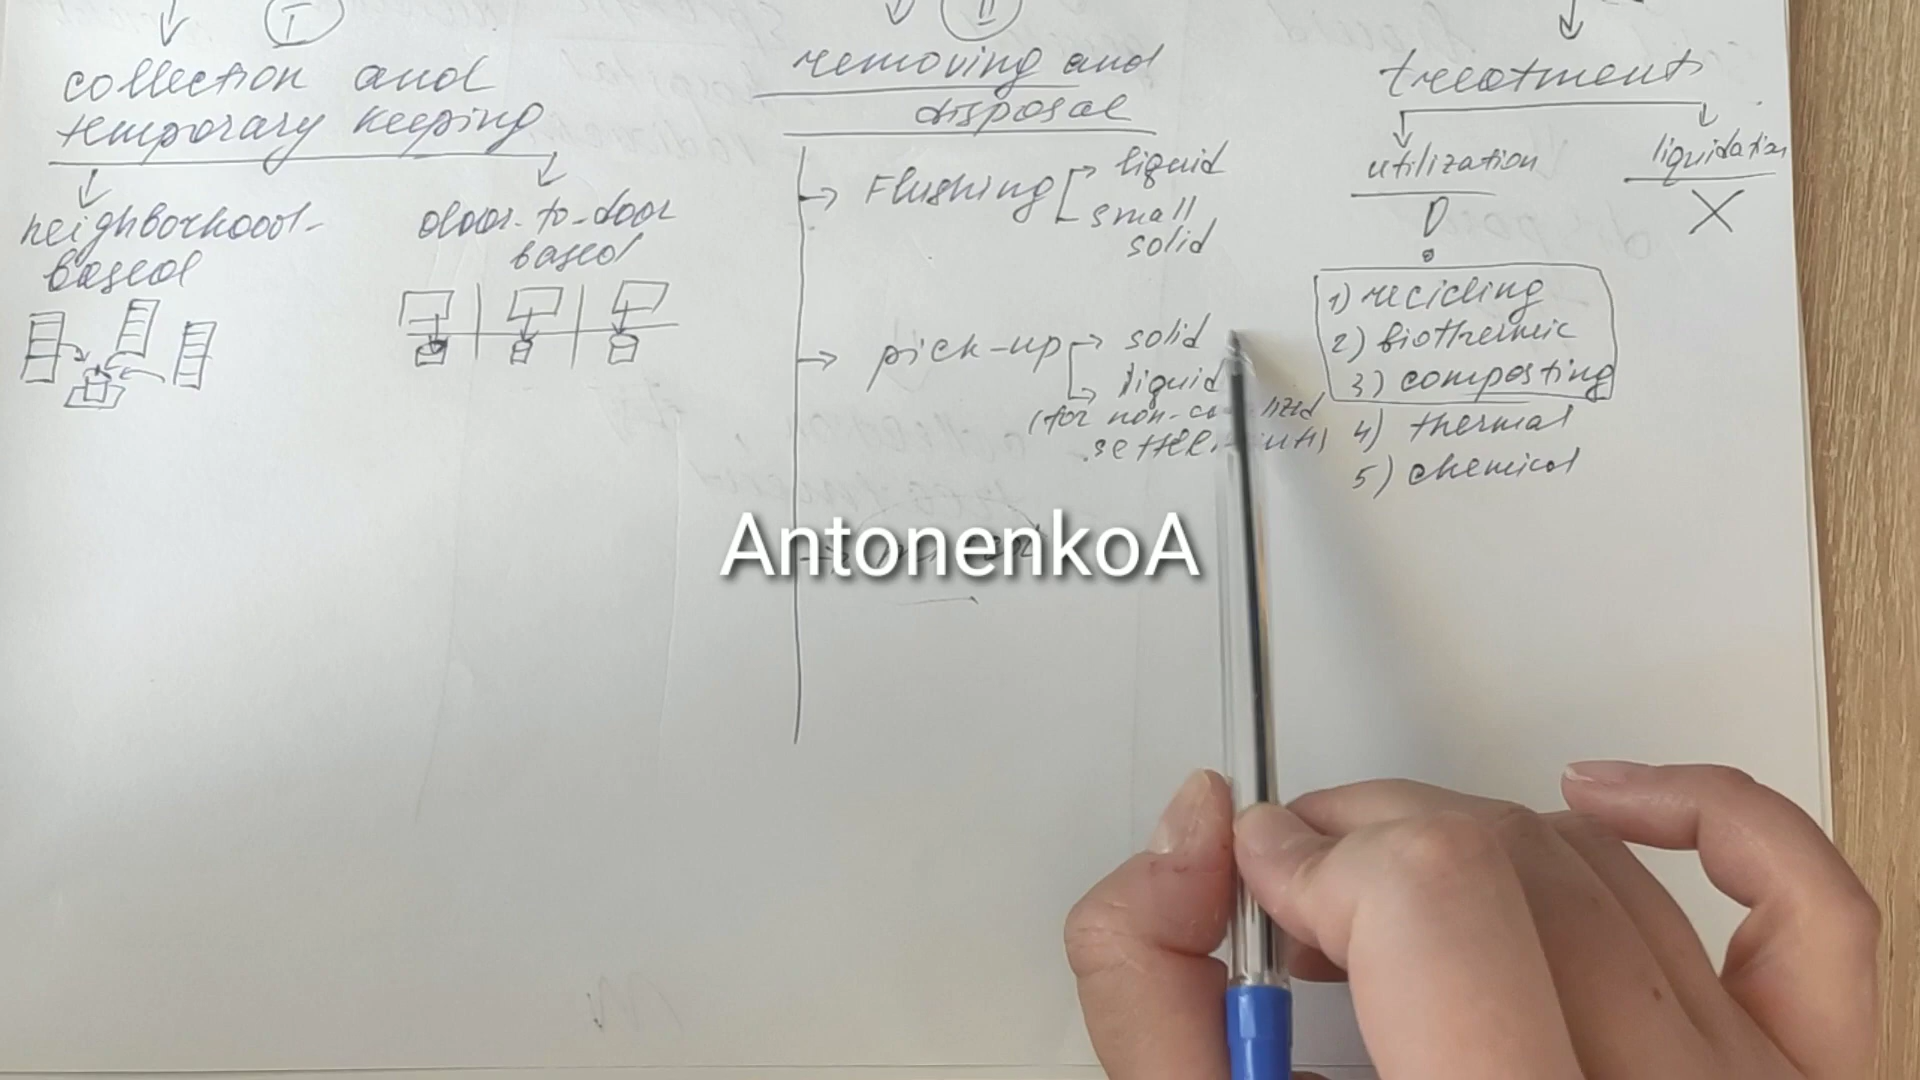 I
collection and
temporary keeping
neighborhood-
based
door-to-door
based
II
removing and
disposal
Flushing
liquid
small
solid
pick-up
solid
liquid
(for non-
treatment
utilization
liquidation
1) recicling
2) biothermic
3) composting
4) thermal
5) chemical
AntonenkoA